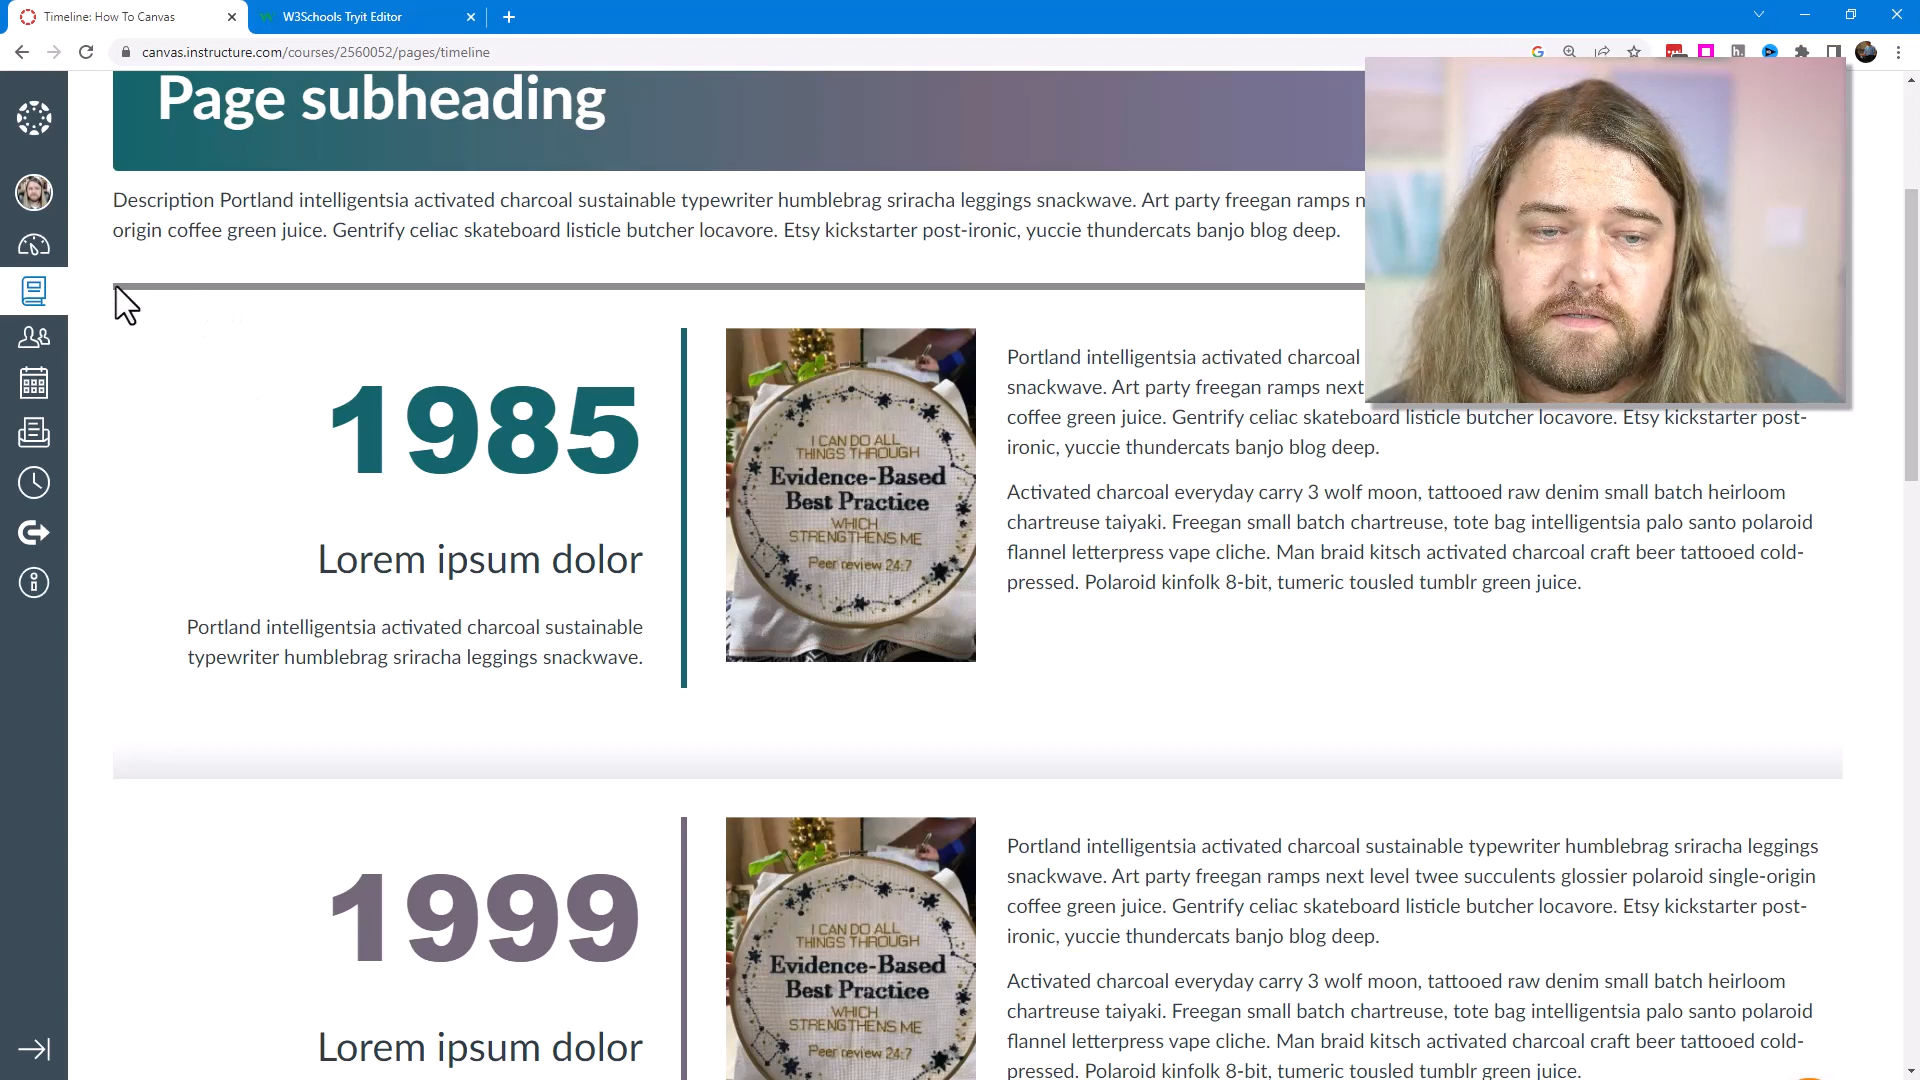 Timeline: How To Canvas
W3Schools Tryit Editor
canvas.instructure.com/courses/2560052/pages/timeline
Page subheading
Description Portland intelligentsia activated charcoal sustainable typewriter humblebrag sriracha leggings snackwave. Art party freegan ramps n
origin coffee green juice. Gentrify celiac skateboard listicle butcher locavore. Etsy kickstarter post-ironic, yuccie thundercats banjo blog deep.
1985
Lorem ipsum dolor
Portland intelligentsia activated charcoal sustainable
typewriter humblebrag sriracha leggings snackwave.
I CAN DO ALL
THINGS THROUGH
Evidence-Based
Best Practice
WHICH
STRENGTHENS ME
Peer review 24:7
Portland intelligentsia activated charcoal
snackwave. Art party freegan ramps next
coffee green juice. Gentrify celiac skateboard listicle butcher locavore. Etsy kickstarter post-
ironic, yuccie thundercats banjo blog deep.
Activated charcoal everyday carry 3 wolf moon, tattooed raw denim small batch heirloom
chartreuse taiyaki. Freegan small batch chartreuse, tote bag intelligentsia palo santo polaroid
flannel letterpress vape cliche. Man braid kitsch activated charcoal craft beer tattooed cold-
pressed. Polaroid kinfolk 8-bit, tumeric tousled tumblr green juice.
1999
Lorem ipsum dolor
I CAN DO ALL
THINGS THROUGH
Evidence-Based
Best Practice
WHICH
STRENGTHENS ME
Peer review 24:7
Portland intelligentsia activated charcoal sustainable typewriter humblebrag sriracha leggings
snackwave. Art party freegan ramps next level twee succulents glossier polaroid single-origin
coffee green juice. Gentrify celiac skateboard listicle butcher locavore. Etsy kickstarter post-
ironic, yuccie thundercats banjo blog deep.
Activated charcoal everyday carry 3 wolf moon, tattooed raw denim small batch heirloom
chartreuse taiyaki. Freegan small batch chartreuse, tote bag intelligentsia palo santo polaroid
flannel letterpress vape cliche. Man braid kitsch activated charcoal craft beer tattooed cold-
pressed. Polaroid kinfolk 8-bit, tumeric tousled tumblr green juice.